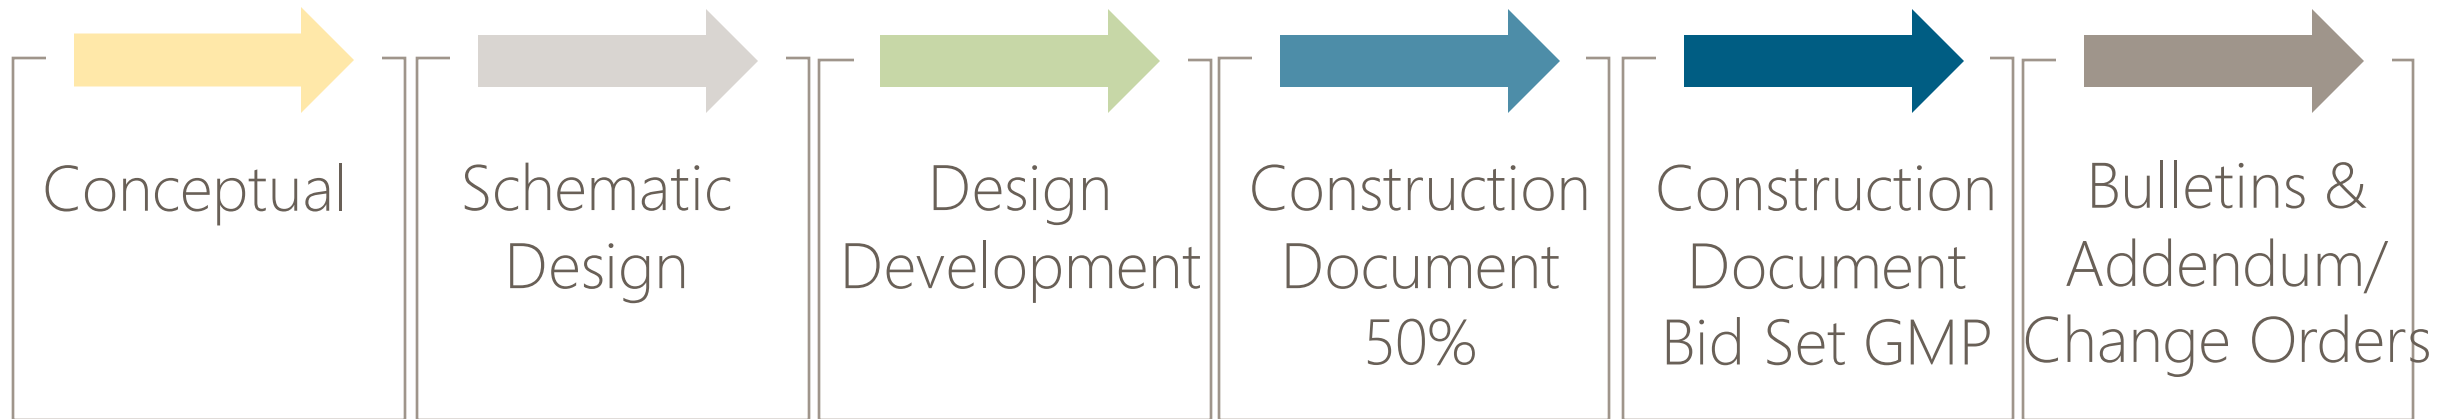 Conceptual
Schematic
Design
Design
Development
Construction
Document
50%
Construction
Document
Bid Set GMP
Bulletins &
Addendum/
Change Orders